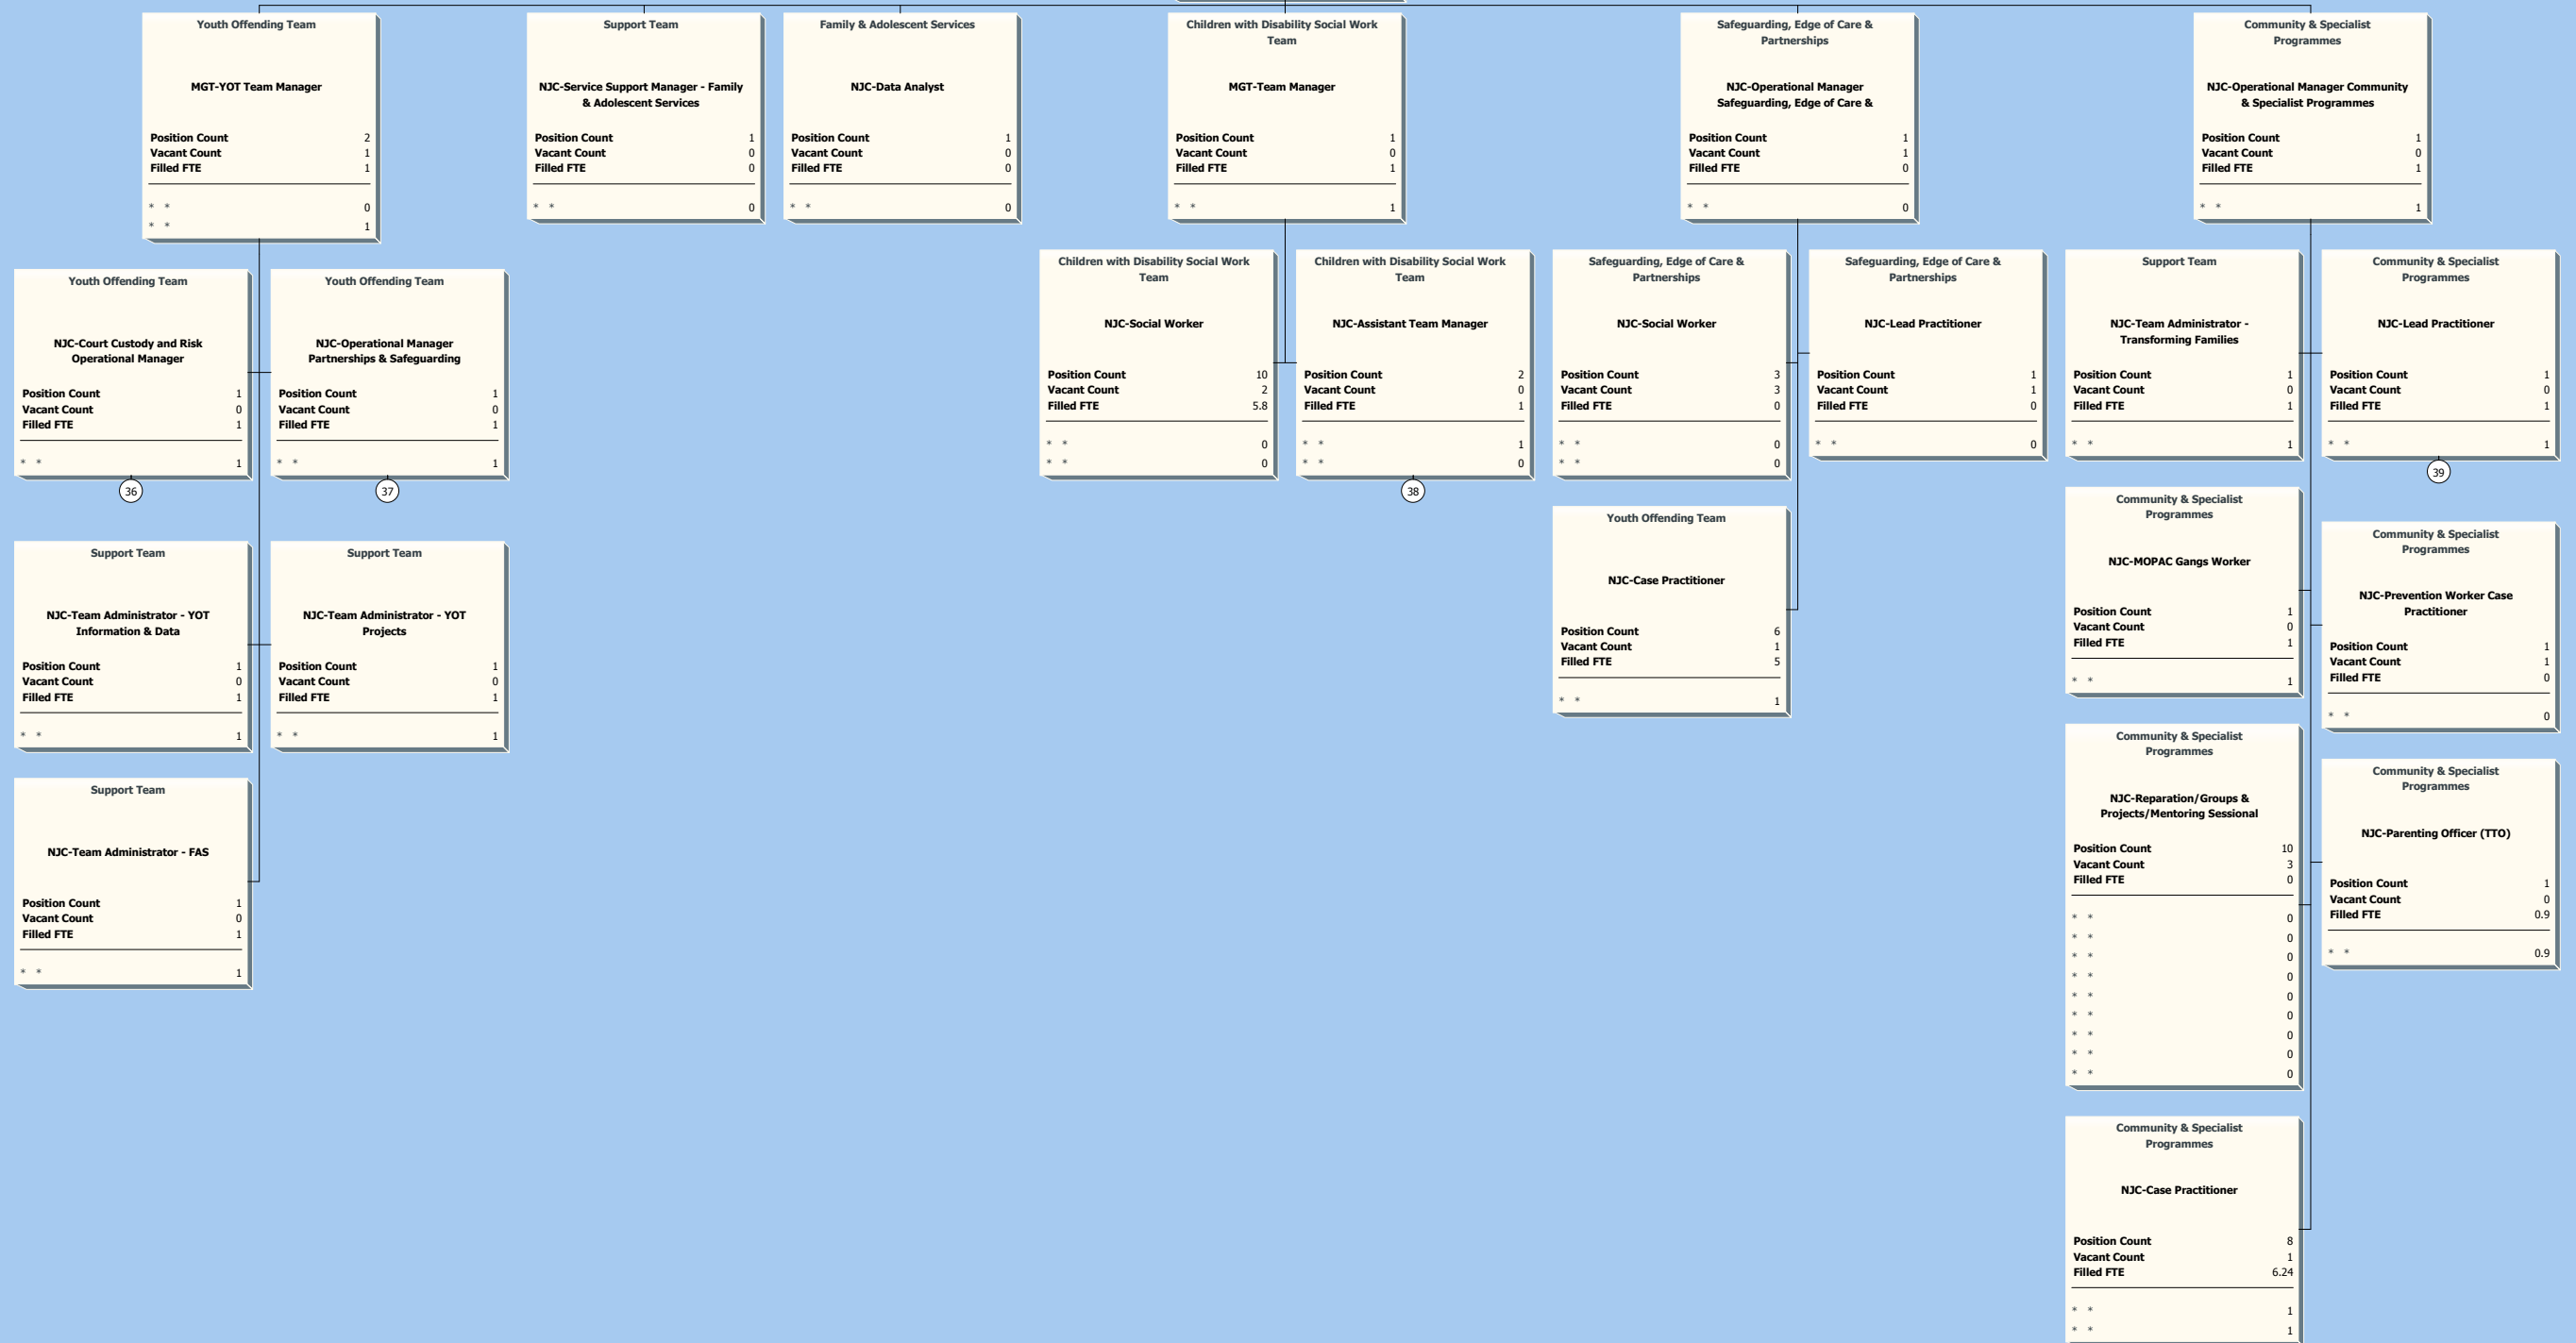 Youth Offending Team
MGT-YOT Team Manager
Position Count 2
Vacant Count 1
Filled FTE 1
* * 0
* * 1
Support Team
NJC-Service Support Manager - Family
& Adolescent Services
Position Count 1
Vacant Count 0
Filled FTE 0
* * 0
Family & Adolescent Services
NJC-Data Analyst
Position Count 1
Vacant Count 0
Filled FTE 0
* * 0
Children with Disability Social Work
Team
MGT-Team Manager
Position Count 1
Vacant Count 0
Filled FTE 1
* * 1
Safeguarding, Edge of Care &
Partnerships
NJC-Operational Manager
Safeguarding, Edge of Care &
Position Count 1
Vacant Count 1
Filled FTE 0
* * 0
Community & Specialist
Programmes
NJC-Operational Manager Community
& Specialist Programmes
Position Count 1
Vacant Count 0
Filled FTE 1
* * 1
Youth Offending Team
NJC-Court Custody and Risk
Operational Manager
Position Count 1
Vacant Count 0
Filled FTE 1
* * 1
36
Youth Offending Team
NJC-Operational Manager
Partnerships & Safeguarding
Position Count 1
Vacant Count 0
Filled FTE 1
* * 1
37
Children with Disability Social Work
Team
NJC-Social Worker
Position Count 10
Vacant Count 2
Filled FTE 5.8
* * 0
* * 0
Children with Disability Social Work
Team
NJC-Assistant Team Manager
Position Count 2
Vacant Count 0
Filled FTE 1
* * 1
* * 0
38
Safeguarding, Edge of Care &
Partnerships
NJC-Social Worker
Position Count 3
Vacant Count 3
Filled FTE 0
* * 0
* * 0
Safeguarding, Edge of Care &
Partnerships
NJC-Lead Practitioner
Position Count 1
Vacant Count 1
Filled FTE 0
* * 0
Support Team
NJC-Team Administrator -
Transforming Families
Position Count 1
Vacant Count 0
Filled FTE 1
* * 1
Community & Specialist
Programmes
NJC-Lead Practitioner
Position Count 1
Vacant Count 0
Filled FTE 1
* * 1
39
Support Team
NJC-Team Administrator - YOT
Information & Data
Position Count 1
Vacant Count 0
Filled FTE 1
* * 1
Support Team
NJC-Team Administrator - YOT
Projects
Position Count 1
Vacant Count 0
Filled FTE 1
* * 1
Youth Offending Team
NJC-Case Practitioner
Position Count 6
Vacant Count 1
Filled FTE 5
* * 1
Community & Specialist
Programmes
NJC-MOPAC Gangs Worker
Position Count 1
Vacant Count 0
Filled FTE 1
* * 1
Community & Specialist
Programmes
NJC-Prevention Worker Case
Practitioner
Position Count 1
Vacant Count 1
Filled FTE 0
* * 0
Support Team
NJC-Team Administrator - FAS
Position Count 1
Vacant Count 0
Filled FTE 1
* * 1
Community & Specialist
Programmes
NJC-Reparation/Groups &
Projects/Mentoring Sessional
Position Count 10
Vacant Count 3
Filled FTE 0
* * 0
* * 0
* * 0
* * 0
* * 0
* * 0
* * 0
* * 0
* * 0
Community & Specialist
Programmes
NJC-Parenting Officer (TTO)
Position Count 1
Vacant Count 0
Filled FTE 0.9
* * 0.9
Community & Specialist
Programmes
NJC-Case Practitioner
Position Count 8
Vacant Count 1
Filled FTE 6.24
* * 1
* * 1